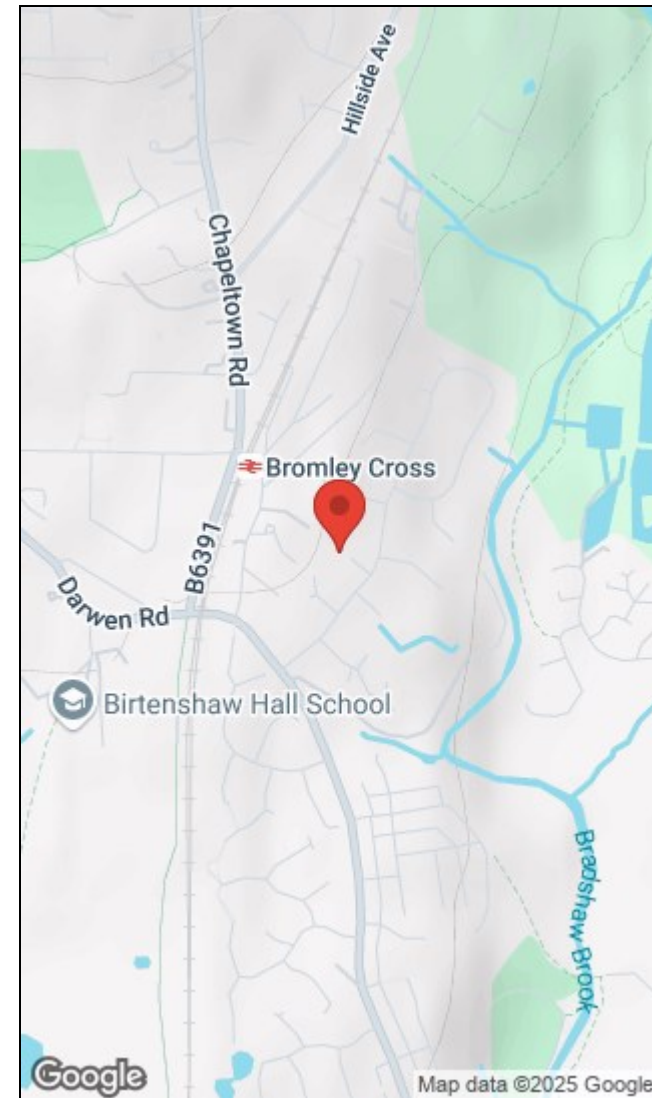 Hillside Ave
Chapeltown Rd
Bromley Cross
B6391
Darwen Rd
Birtenshaw Hall School
Bradshaw Brook
Google
Map data ©2025 Google